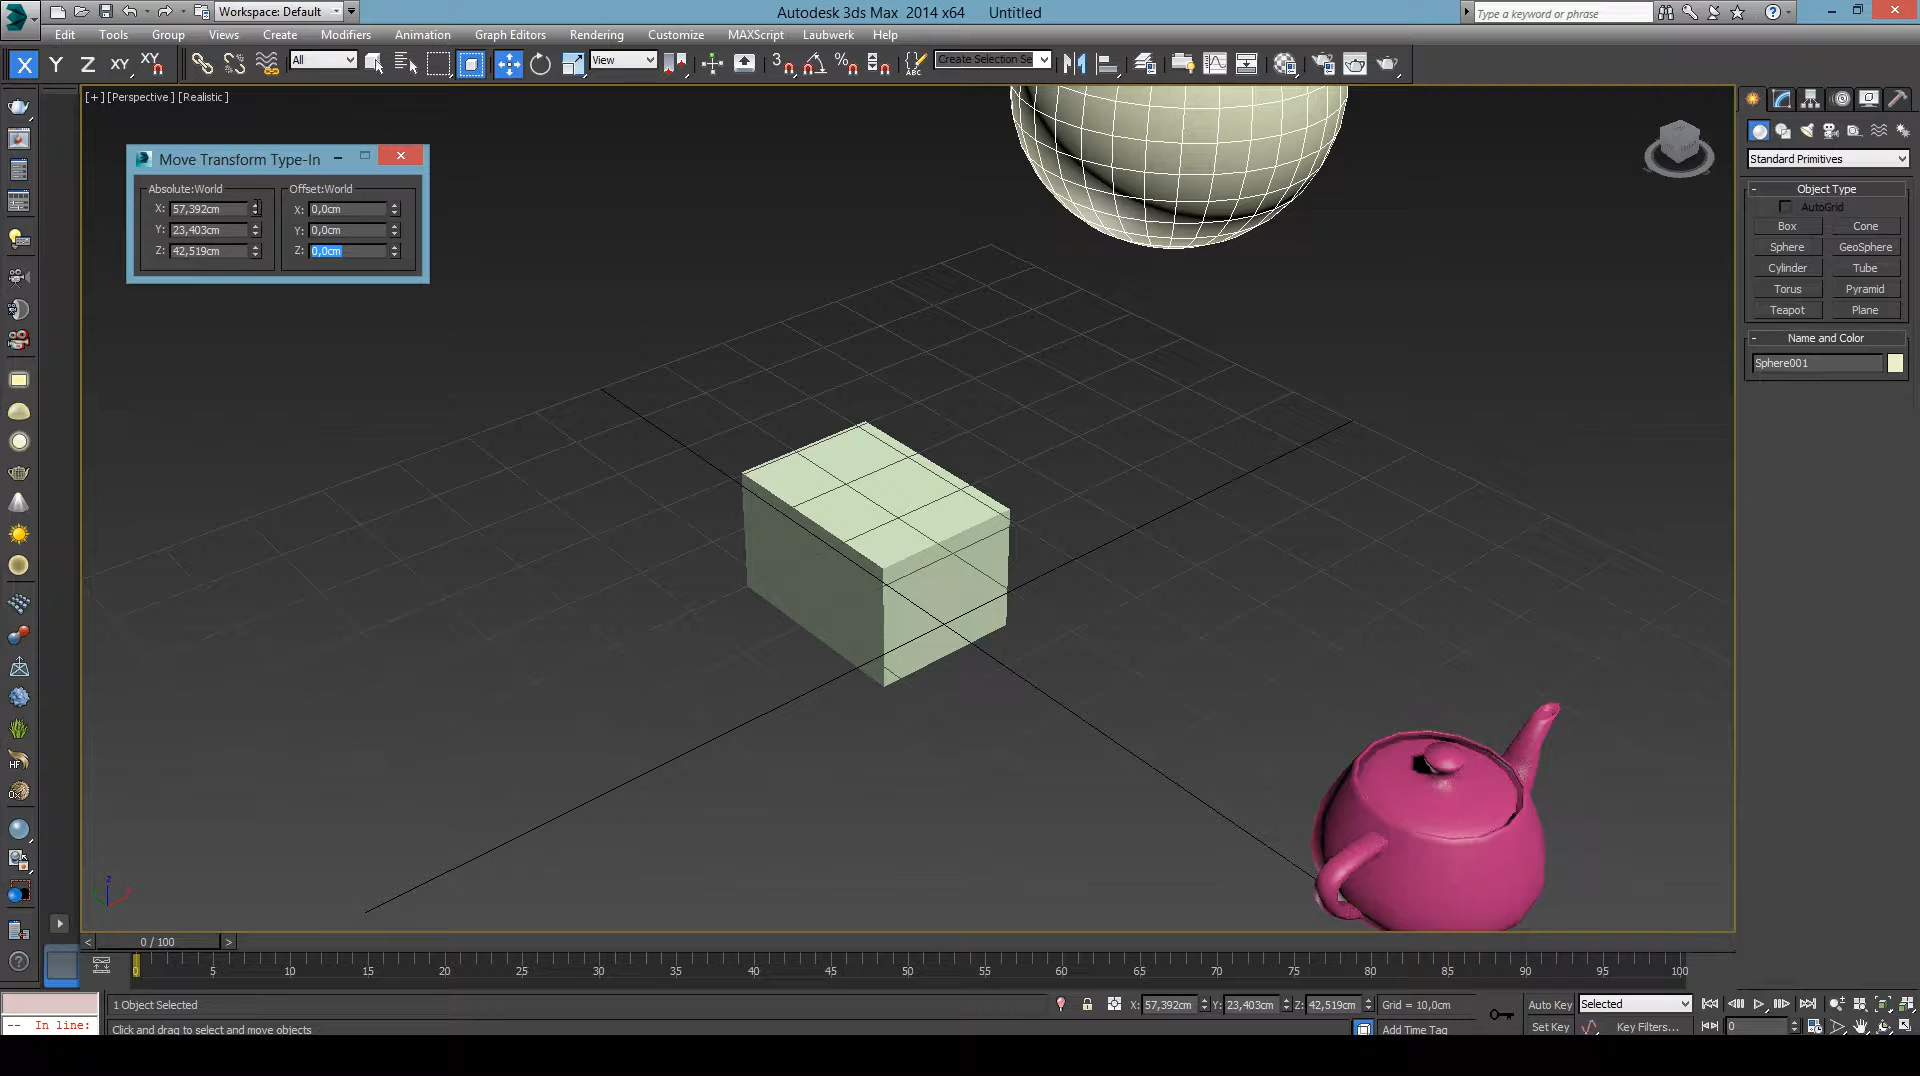 Workspace: Default
Autodesk 3ds Max 2014 x64 Untitled
Type a keyword or phrase
Edit Tools Group Views Create Modifiers Animation Graph Editors Rendering Customize MAXScript Laubwerk Help
X Y Z XY XY All View 3 % ABC Create Selection Se
[+] [Perspective] [Realistic]
Move Transform Type-In
Absolute:World Offset:World
X: 57,392cm X: 0,0cm
Y: 23,403cm Y: 0,0cm
Z: 42,519cm Z: 0,0cm
Standard Primitives
- Object Type
AutoGrid
Box Cone
Sphere GeoSphere
Cylinder Tube
Torus Pyramid
Teapot Plane
- Name and Color
Sphere001
HF
z
< 0 / 100 >
0 5 10 15 20 25 30 35 40 45 50 55 60 65 70 75 80 85 90 95 100
1 Object Selected X: 57,392cm Y: 23,403cm Z: 42,519cm Grid = 10,0cm Auto Key Selected
-- In line: Click and drag to select and move objects Add Time Tag Set Key Key Filters... 0